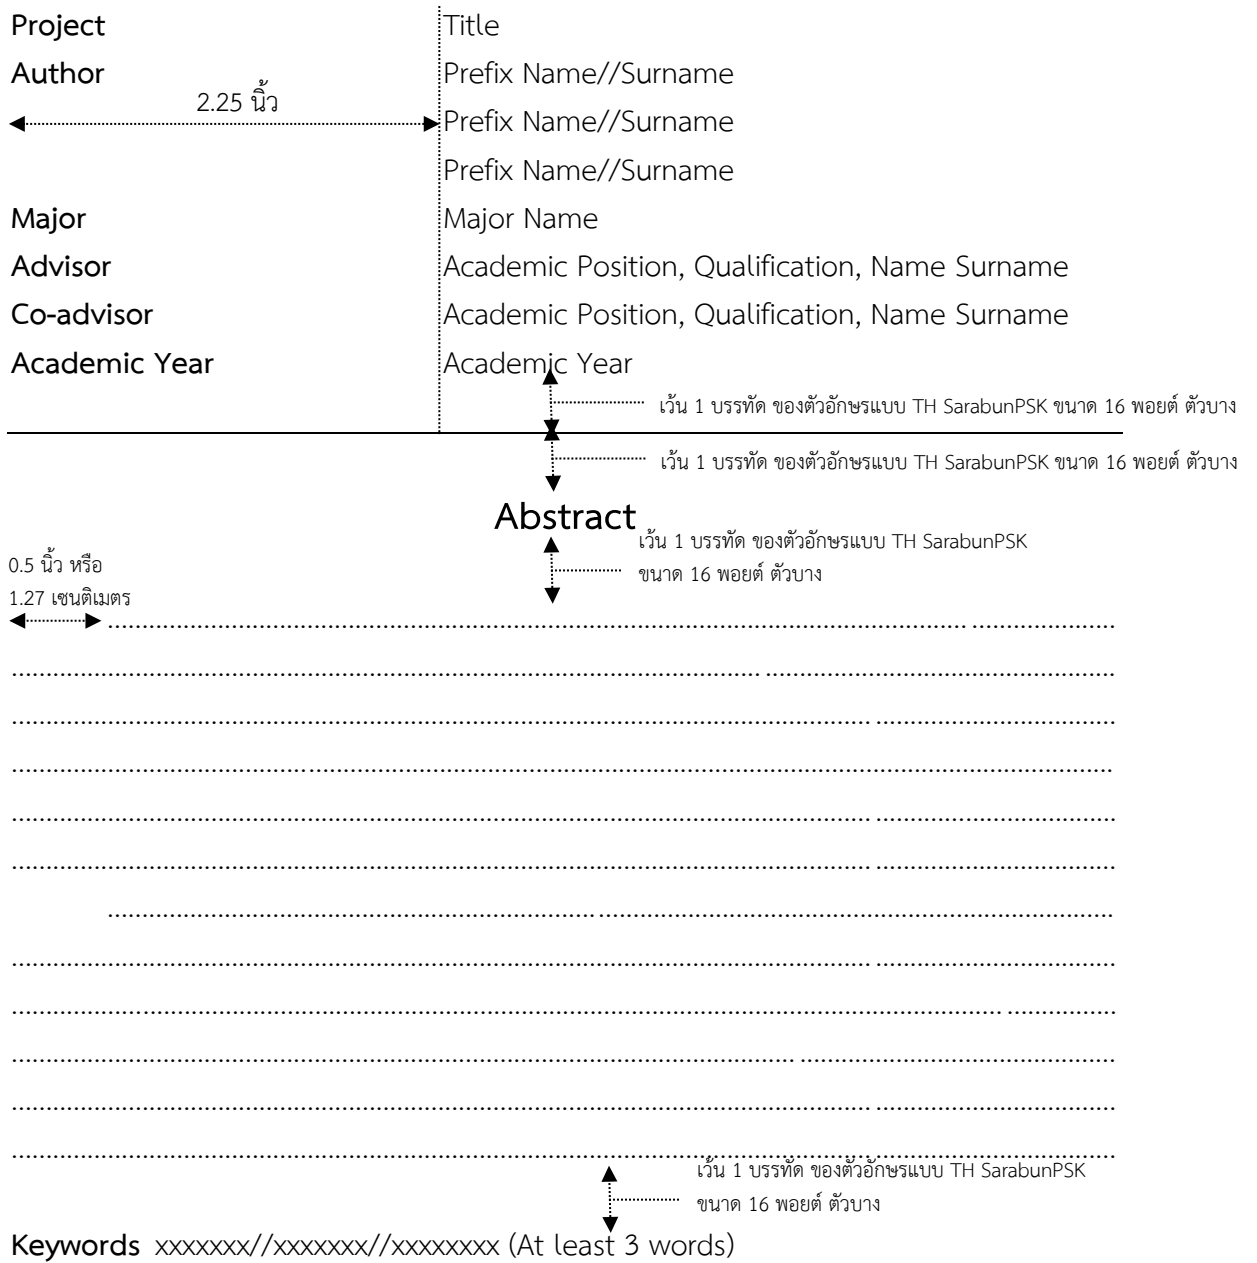 Project Title
Author Prefix Name//Surname
2.25 นิ้ว
Prefix Name//Surname
Prefix Name//Surname
Major Major Name
Advisor Academic Position, Qualification, Name Surname
Co-advisor Academic Position, Qualification, Name Surname
Academic Year Academic Year
เว้น 1 บรรทัด ของตัวอักษรแบบ TH SarabunPSK ขนาด 16 พอยต์ ตัวบาง
เว้น 1 บรรทัด ของตัวอักษรแบบ TH SarabunPSK ขนาด 16 พอยต์ ตัวบาง
Abstract
เว้น 1 บรรทัด ของตัวอักษรแบบ TH SarabunPSK
ขนาด 16 พอยต์ ตัวบาง
0.5 นิ้ว หรือ
1.27 เซนติเมตร
เว้น 1 บรรทัด ของตัวอักษรแบบ TH SarabunPSK
ขนาด 16 พอยต์ ตัวบาง
Keywords xxxxxxx//xxxxxxx//xxxxxxxx (At least 3 words)